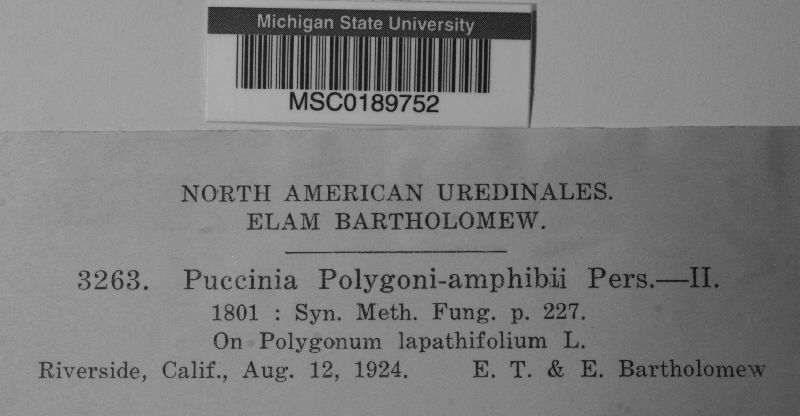 Michigan State University
MSC0189752
NORTH AMERICAN UREDINALES.
ELAM BARTHOLOMEW.
3263. Puccinia Polygoni-amphibii Pers.—II.
1801 : Syn. Meth. Fung. p. 227.
On Polygonum lapathifolium L.
Riverside, Calif., Aug. 12, 1924. E. T. & E. Bartholomew